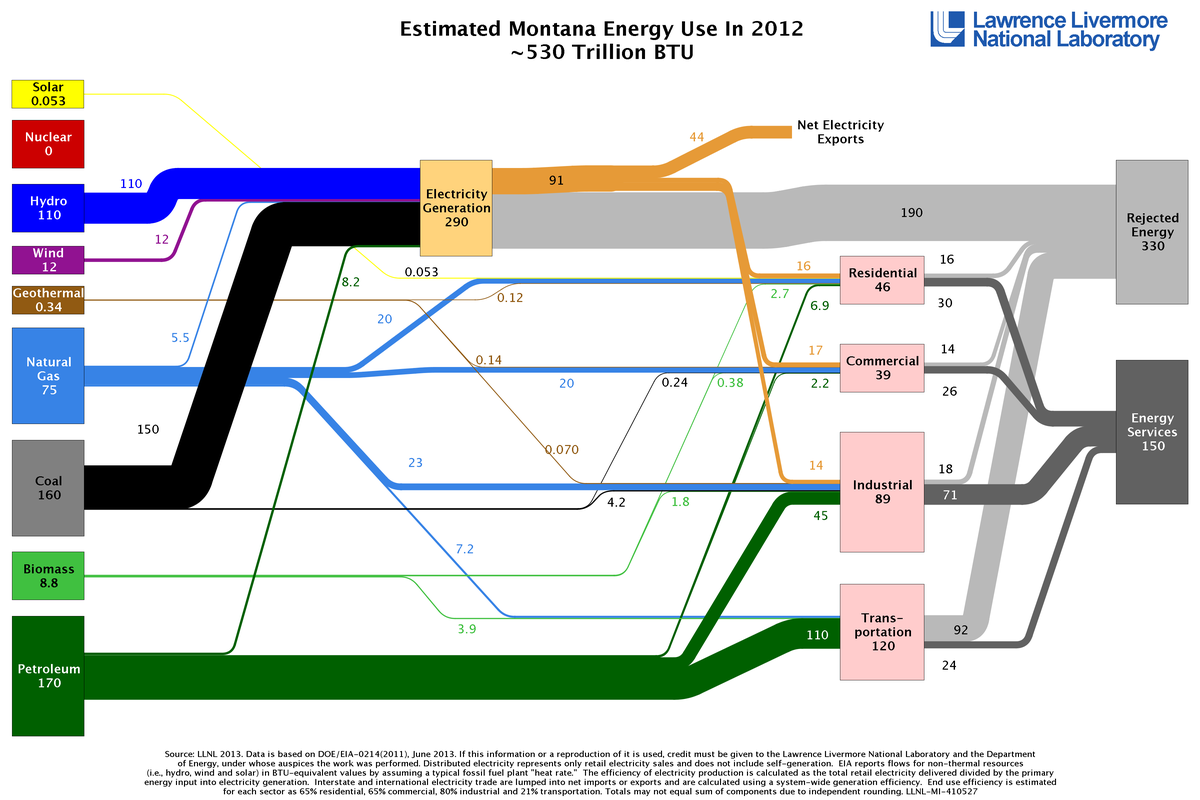 Estimated Montana Energy Use In 2012
~530 Trillion BTU
Lawrence Livermore
National Laboratory
Solar
0.053
Nuclear
0
Hydro
110
Wind
12
Geothermal
0.34
Natural
Gas
75
Coal
160
Biomass
8.8
Petroleum
170
110
12
5.5
150
8.2
0.053
0.12
20
0.14
20
0.070
23
7.2
4.2
3.9
0.24
0.38
1.8
2.7
Electricity
Generation
290
91
44
Net Electricity
Exports
190
16
6.9
17
2.2
14
45
110
Residential
46
Commercial
39
Industrial
89
Trans-
portation
120
16
30
14
26
18
71
92
24
Rejected
Energy
330
Energy
Services
150
Source: LLNL 2013. Data is based on DOE/EIA-0214(2011), June 2013. If this information or a reproduction of it is used, credit must be given to the Lawrence Livermore National Laboratory and the Department
of Energy, under whose auspices the work was performed. Distributed electricity represents only retail electricity sales and does not include self-generation. EIA reports flows for non-thermal resources
(i.e., hydro, wind and solar) in BTU-equivalent values by assuming a typical fossil fuel plant "heat rate." The efficiency of electricity production is calculated as the total retail electricity delivered divided by the primary
energy input into electricity generation. Interstate and international electricity trade are lumped into net imports or exports and are calculated using a system-wide generation efficiency. End use efficiency is estimated
for each sector as 65% residential, 65% commercial, 80% industrial and 21% transportation. Totals may not equal sum of components due to independent rounding. LLNL-MI-410527